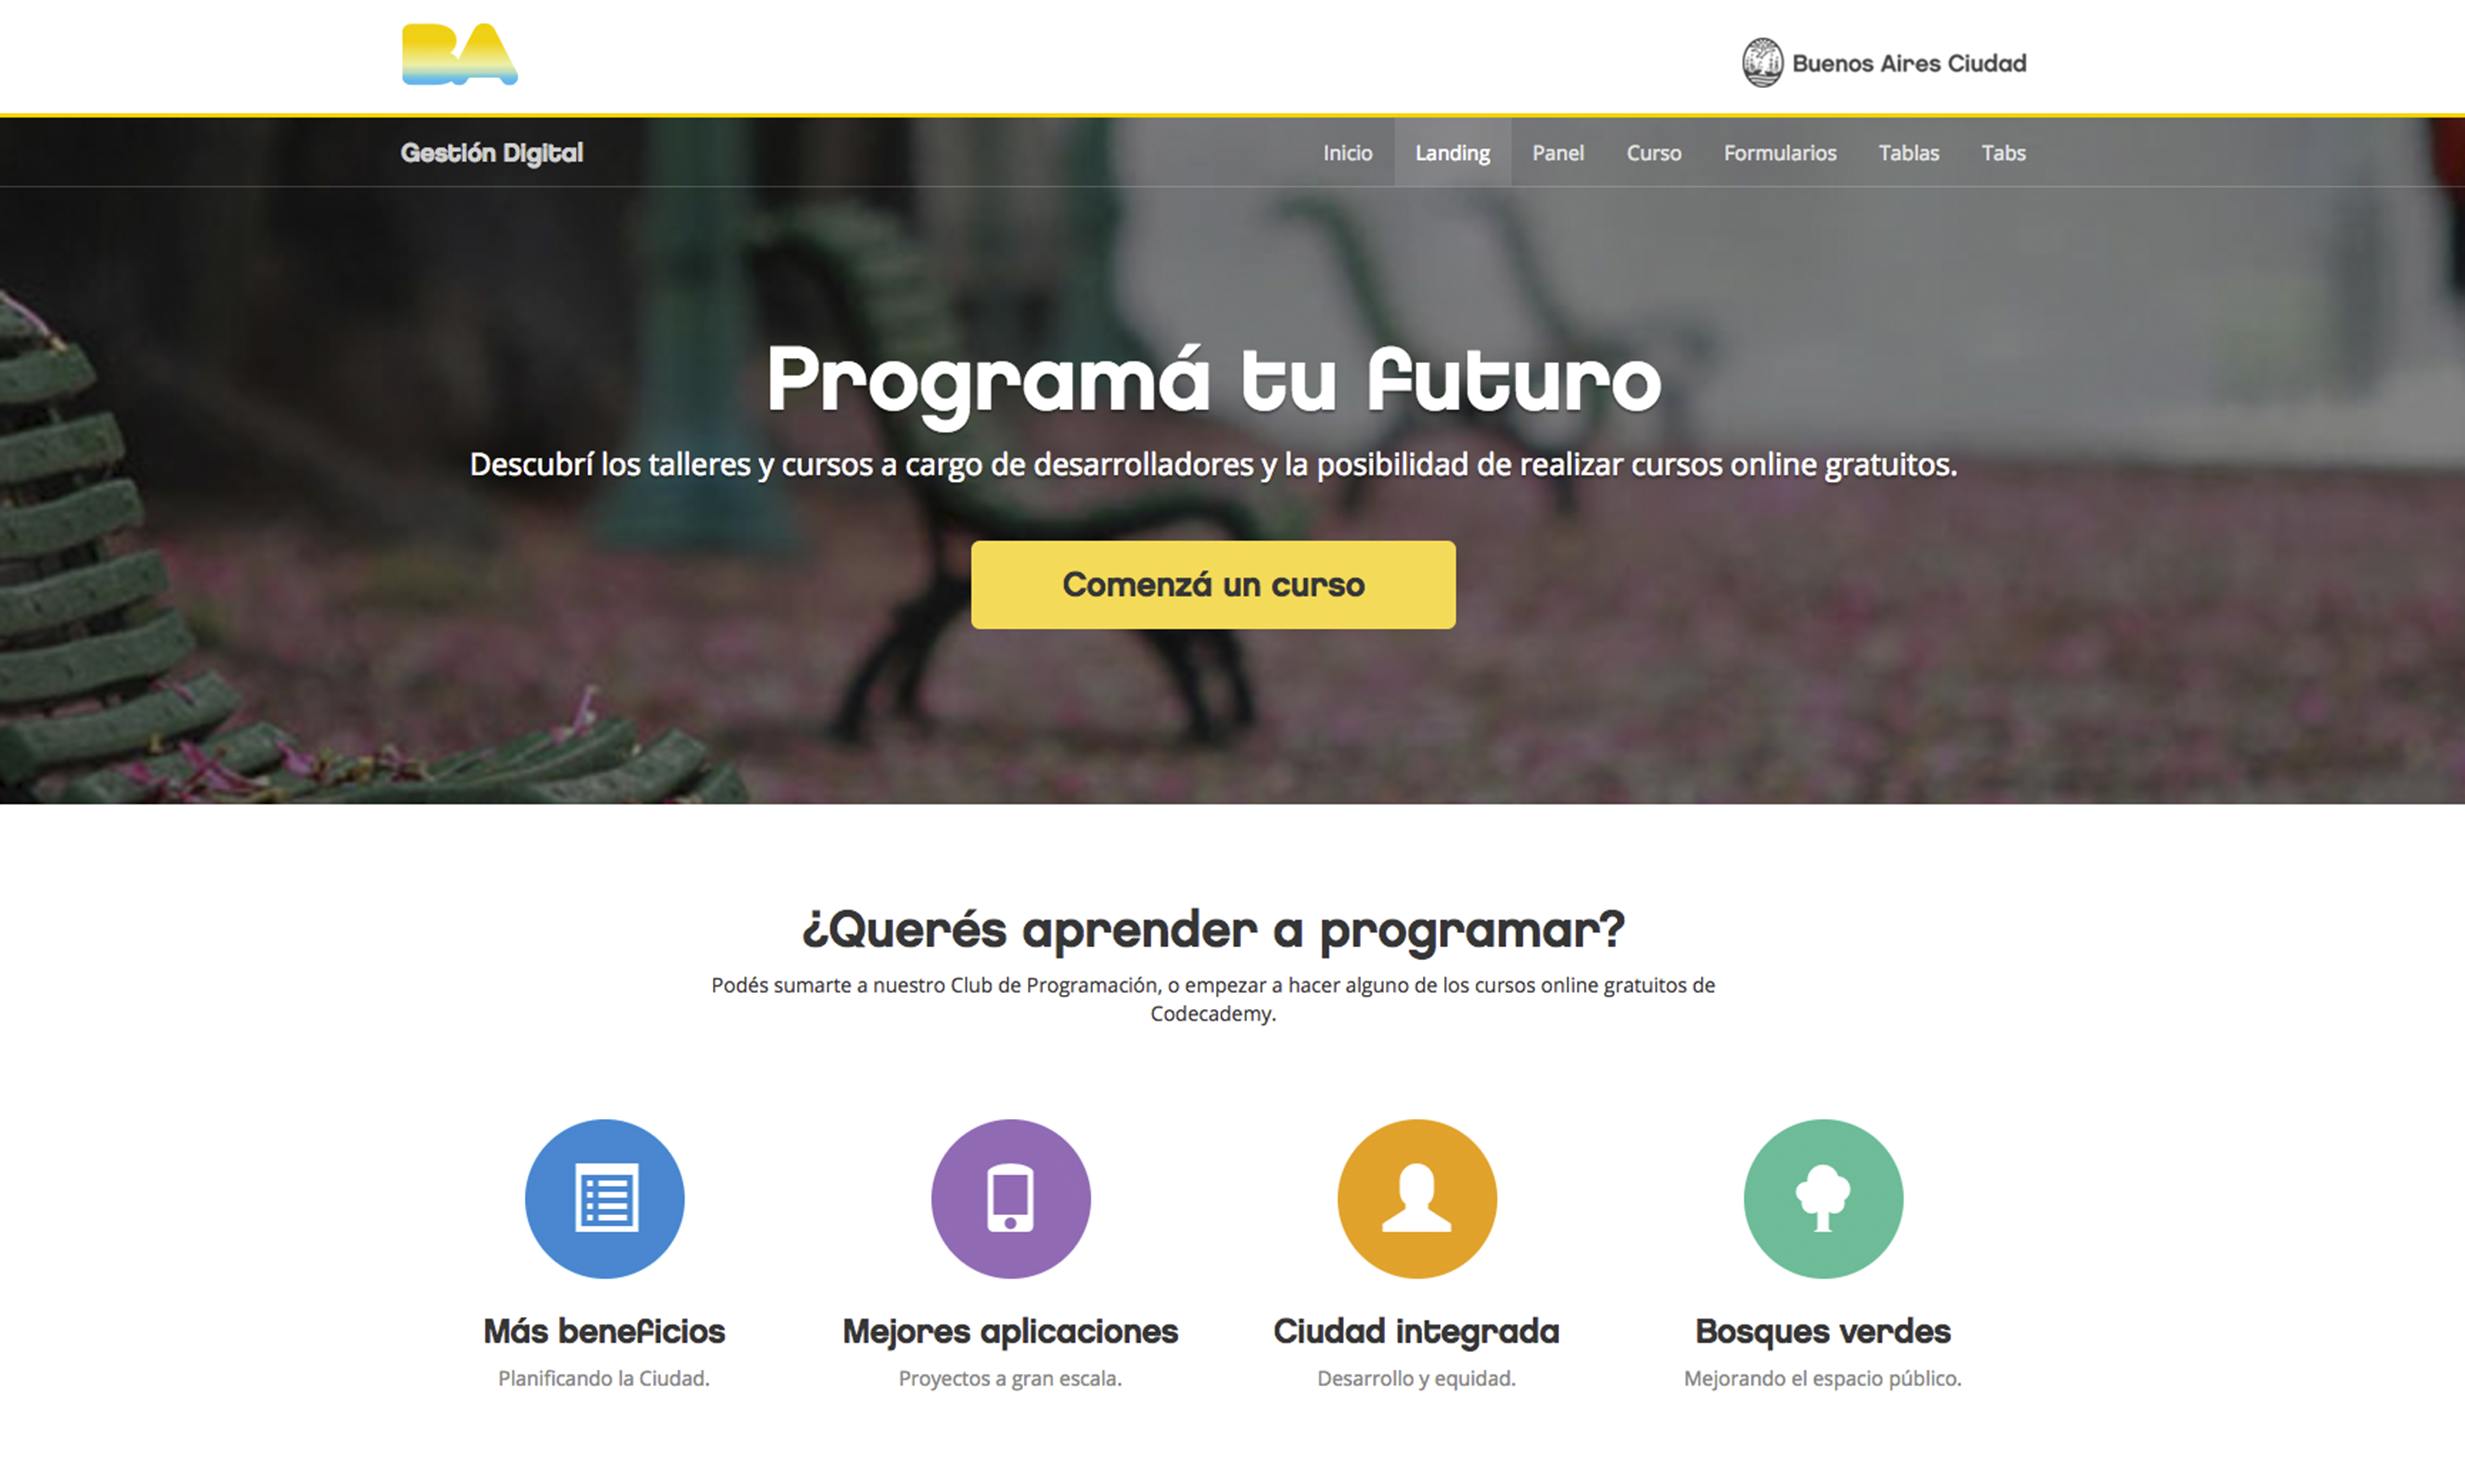 BA
Buenos Aires Ciudad
Gestión Digital
Inicio Landing Panel Curso Formularios Tablas Tabs
Programá tu futuro
Descubrí los talleres y cursos a cargo de desarrolladores y la posibilidad de realizar cursos online gratuitos.
Comenzá un curso
¿Querés aprender a programar?
Podés sumarte a nuestro Club de Programación, o empezar a hacer alguno de los cursos online gratuitos de
Codecademy.
Más beneficios
Planificando la Ciudad.
Mejores aplicaciones
Proyectos a gran escala.
Ciudad integrada
Desarrollo y equidad.
Bosques verdes
Mejorando el espacio público.